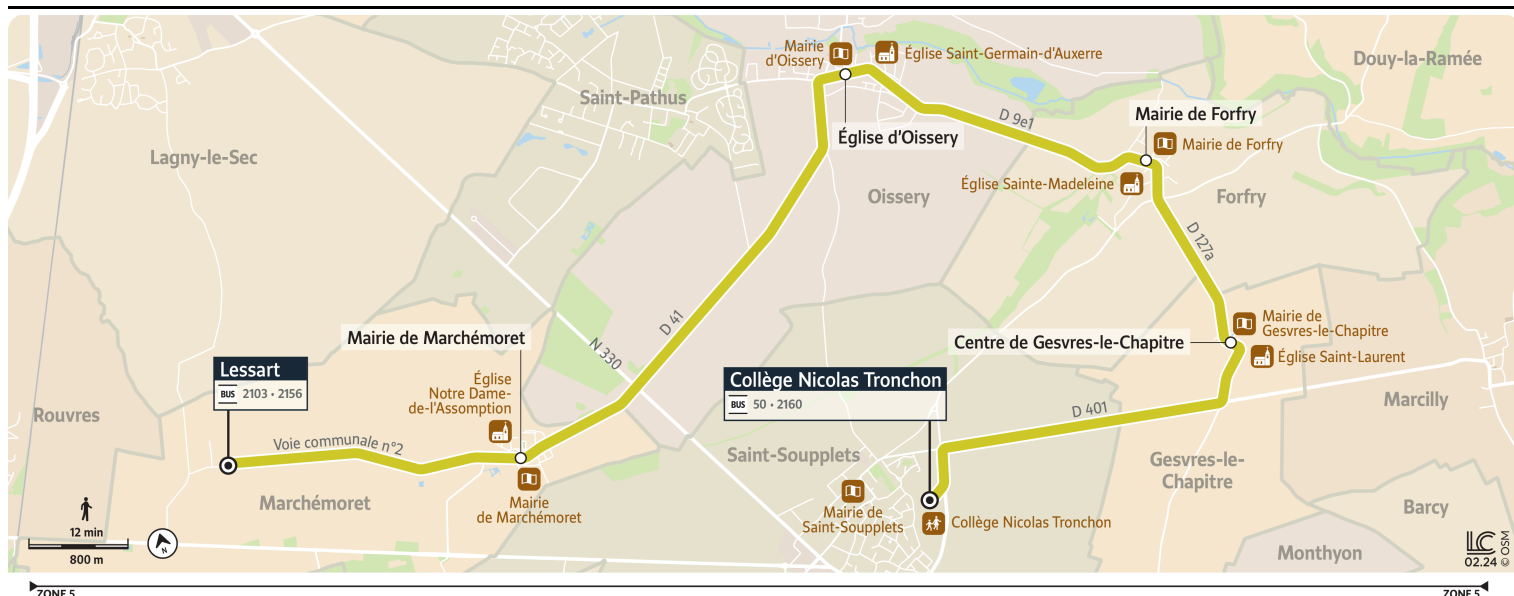 Mairie
d'Oissery
Église Saint-Germain-d'Auxerre
Douy-la-Ramée
Saint-Pathus
D 9e1
Mairie de Forfry
Église d'Oissery
Mairie de Forfry
Lagny-le-Sec
Église Sainte-Madeleine
Oissery
Forfry
D 127a
Mairie de
Gesvres-le-Chapitre
D 41
Mairie de Marchémoret
Centre de Gesvres-le-Chapitre
N 330
Église Saint-Laurent
Lessart
BUS 2103 • 2156
Église
Notre Dame-
de-l'Assomption
Collège Nicolas Tronchon
BUS 50 • 2160
Rouvres
D 401
Marcilly
Voie communale n°2
Saint-Soupplets
Gesvres-le-
Chapitre
Marchémoret
Mairie
de Marchémoret
Mairie de
Saint-Soupplets
Collège Nicolas Tronchon
Barcy
12 min
800 m
N
Monthyon
LC
02.24
© OSM
ZONE 5
ZONE 5